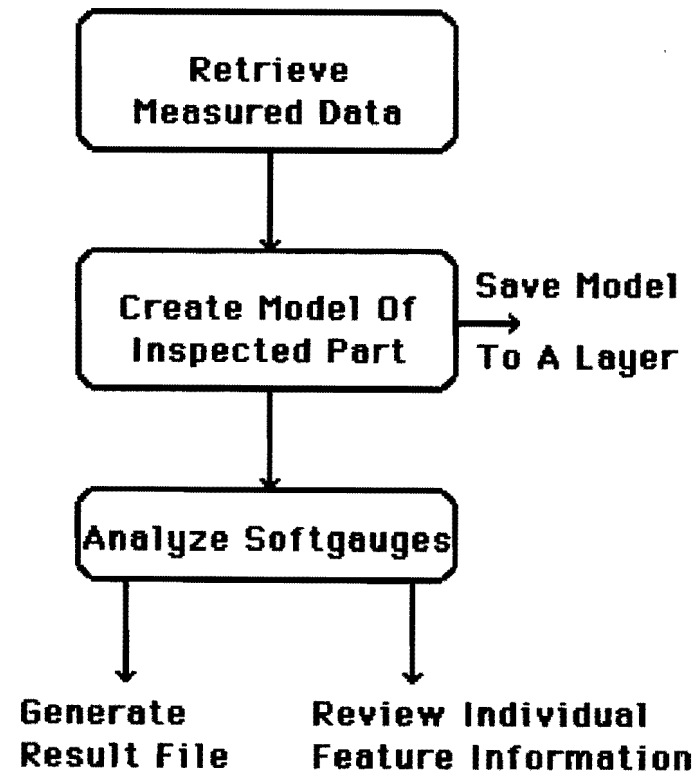 Retrieve
Measured Data
Create Model Of
Inspected Part
Save Model
To A Layer
Analyze Softgauges
Generate
Result File
Review Individual
Feature Information